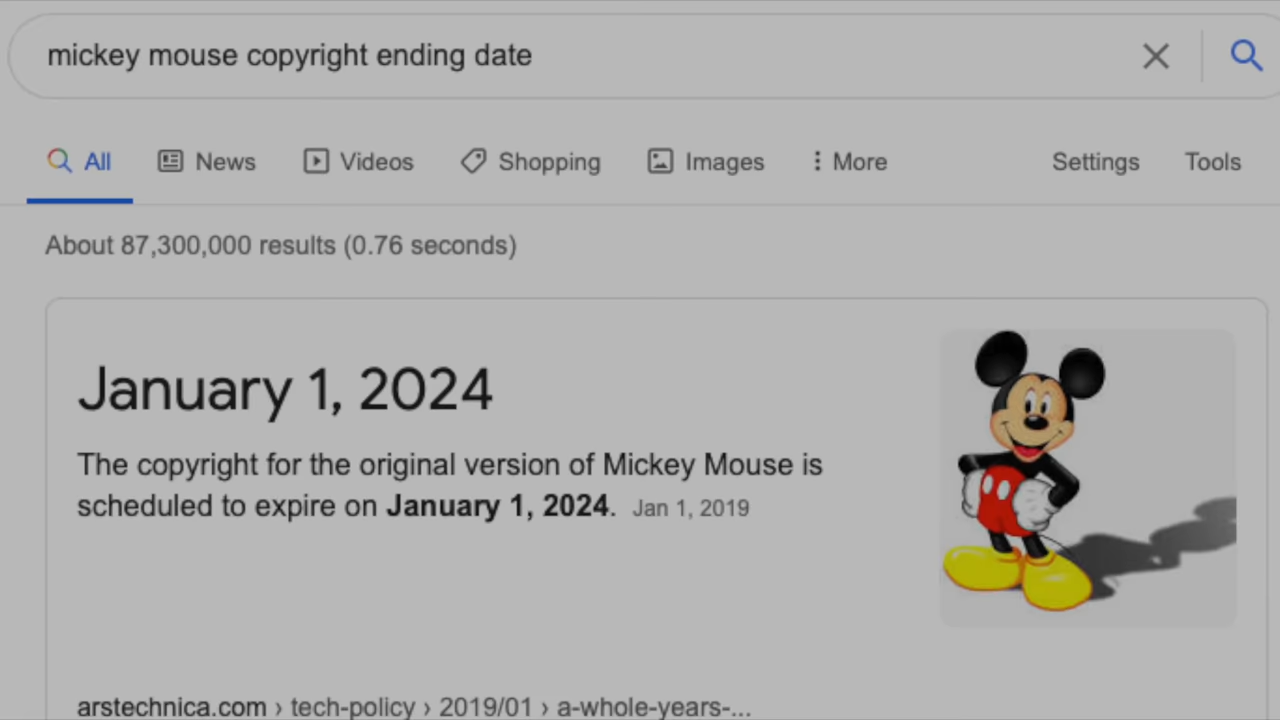 mickey mouse copyright ending date
All News Videos Shopping Images More Settings Tools
About 87,300,000 results (0.76 seconds)
January 1, 2024
The copyright for the original version of Mickey Mouse is
scheduled to expire on January 1, 2024. Jan 1, 2019
arstechnica.com › tech-policy › 2019/01 › a-whole-years-...